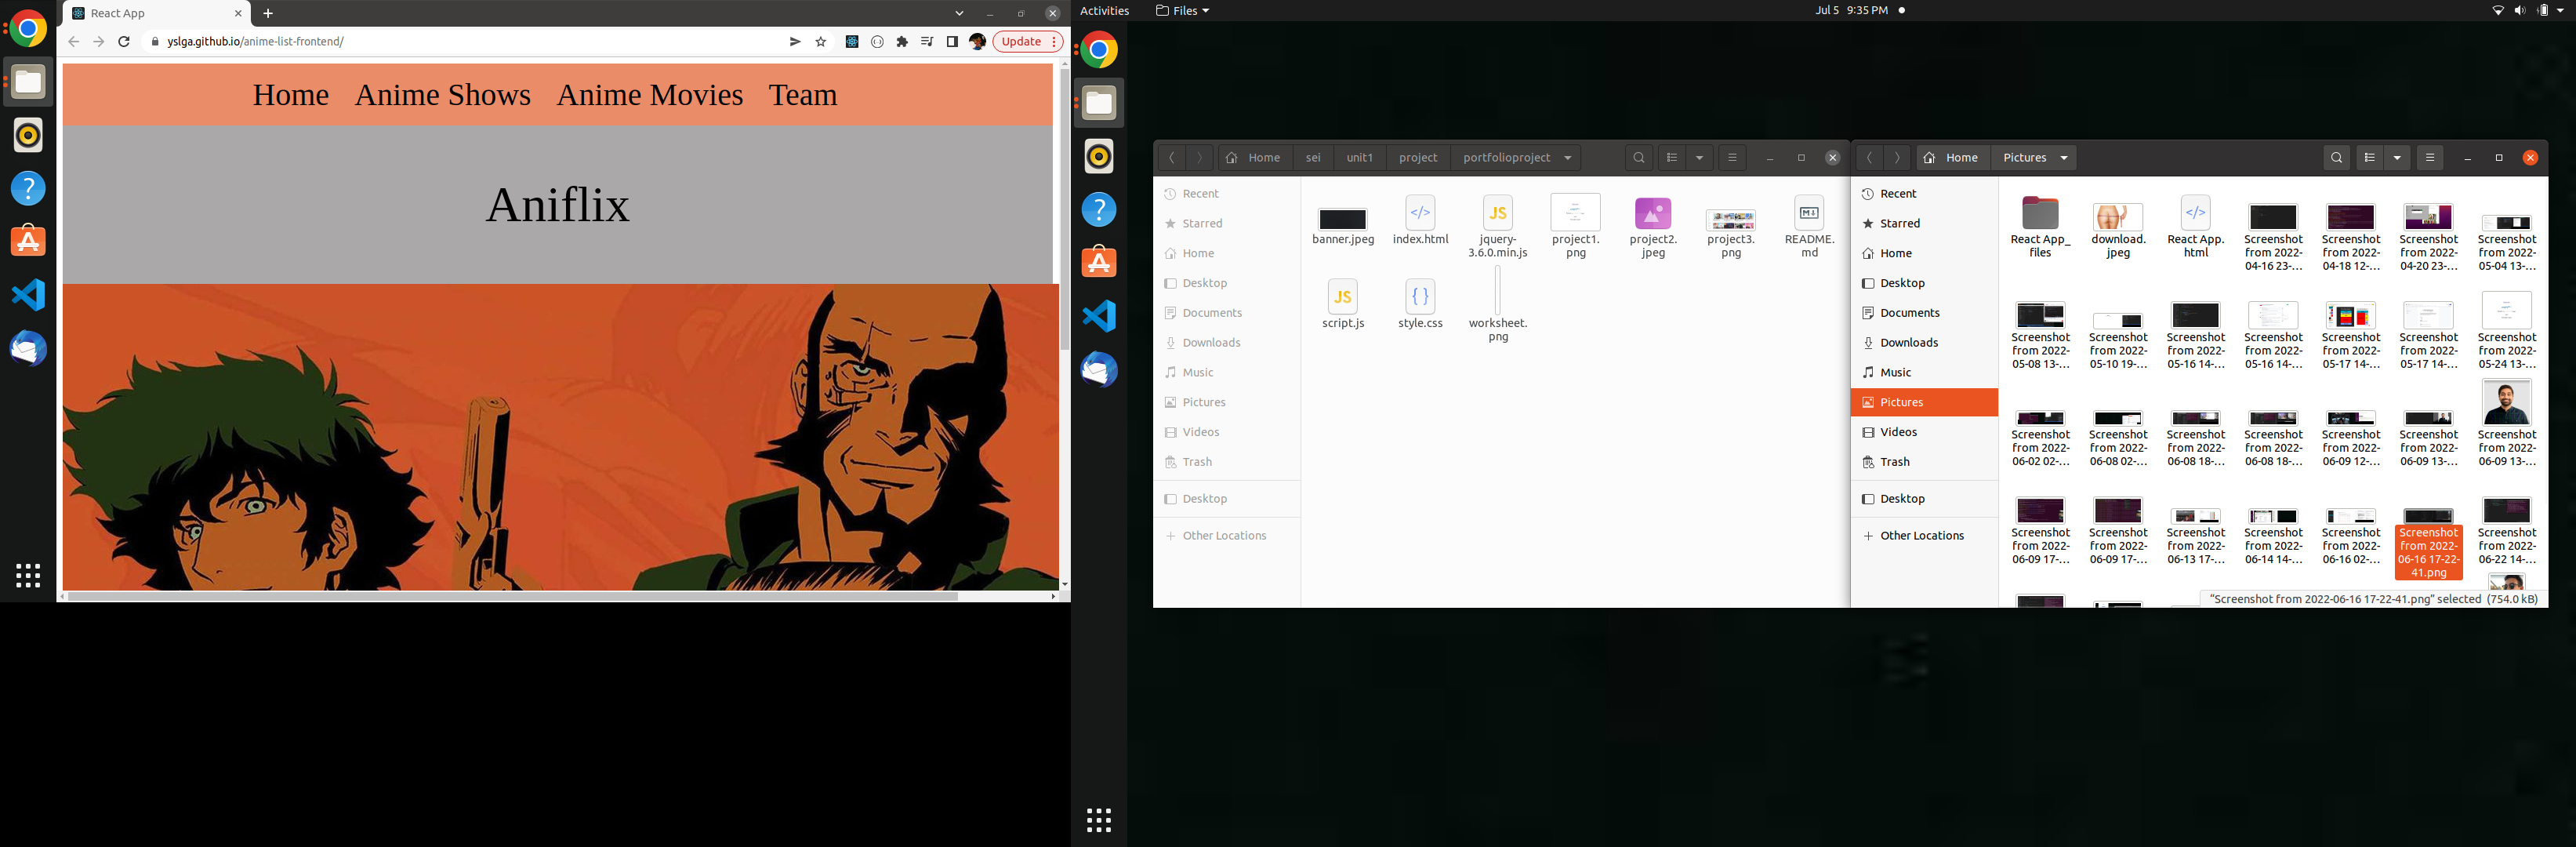 React App
yslga.github.io/anime-list-frontend/
Update
Home Anime Shows Anime Movies Team
Aniflix
Activities Files Jul 5 9:35 PM
Home sei unit1 project portfolioproject
Recent
Starred
Home
Desktop
Documents
Downloads
Music
Pictures
Videos
Trash
Desktop
Other Locations
banner.jpeg
index.html
jquery-
3.6.0.min.js
project1.
png
project2.
jpeg
project3.
png
README.
md
script.js
style.css
worksheet.
png
Home Pictures
Recent
Starred
Home
Desktop
Documents
Downloads
Music
Pictures
Videos
Trash
Desktop
Other Locations
React App_
files
download.
jpeg
React App.
html
Screenshot
from 2022-
04-16 23-...
Screenshot
from 2022-
04-18 12-...
Screenshot
from 2022-
04-20 23-...
Screenshot
from 2022-
05-04 13-...
Screenshot
from 2022-
05-08 13-...
Screenshot
from 2022-
05-10 19-...
Screenshot
from 2022-
05-16 14-...
Screenshot
from 2022-
05-16 14-...
Screenshot
from 2022-
05-17 14-...
Screenshot
from 2022-
05-17 14-...
Screenshot
from 2022-
05-24 13-...
Screenshot
from 2022-
06-02 02-...
Screenshot
from 2022-
06-08 02-...
Screenshot
from 2022-
06-08 18-...
Screenshot
from 2022-
06-08 18-...
Screenshot
from 2022-
06-09 12-...
Screenshot
from 2022-
06-09 13-...
Screenshot
from 2022-
06-09 13-...
Screenshot
from 2022-
06-09 17-...
Screenshot
from 2022-
06-09 17-...
Screenshot
from 2022-
06-13 17-...
Screenshot
from 2022-
06-14 14-...
Screenshot
from 2022-
06-16 02-...
Screenshot
from 2022-
06-16 17-22-
41.png
Screenshot
from 2022-
06-22 14-...
"Screenshot from 2022-06-16 17-22-41.png" selected (754.0 kB)